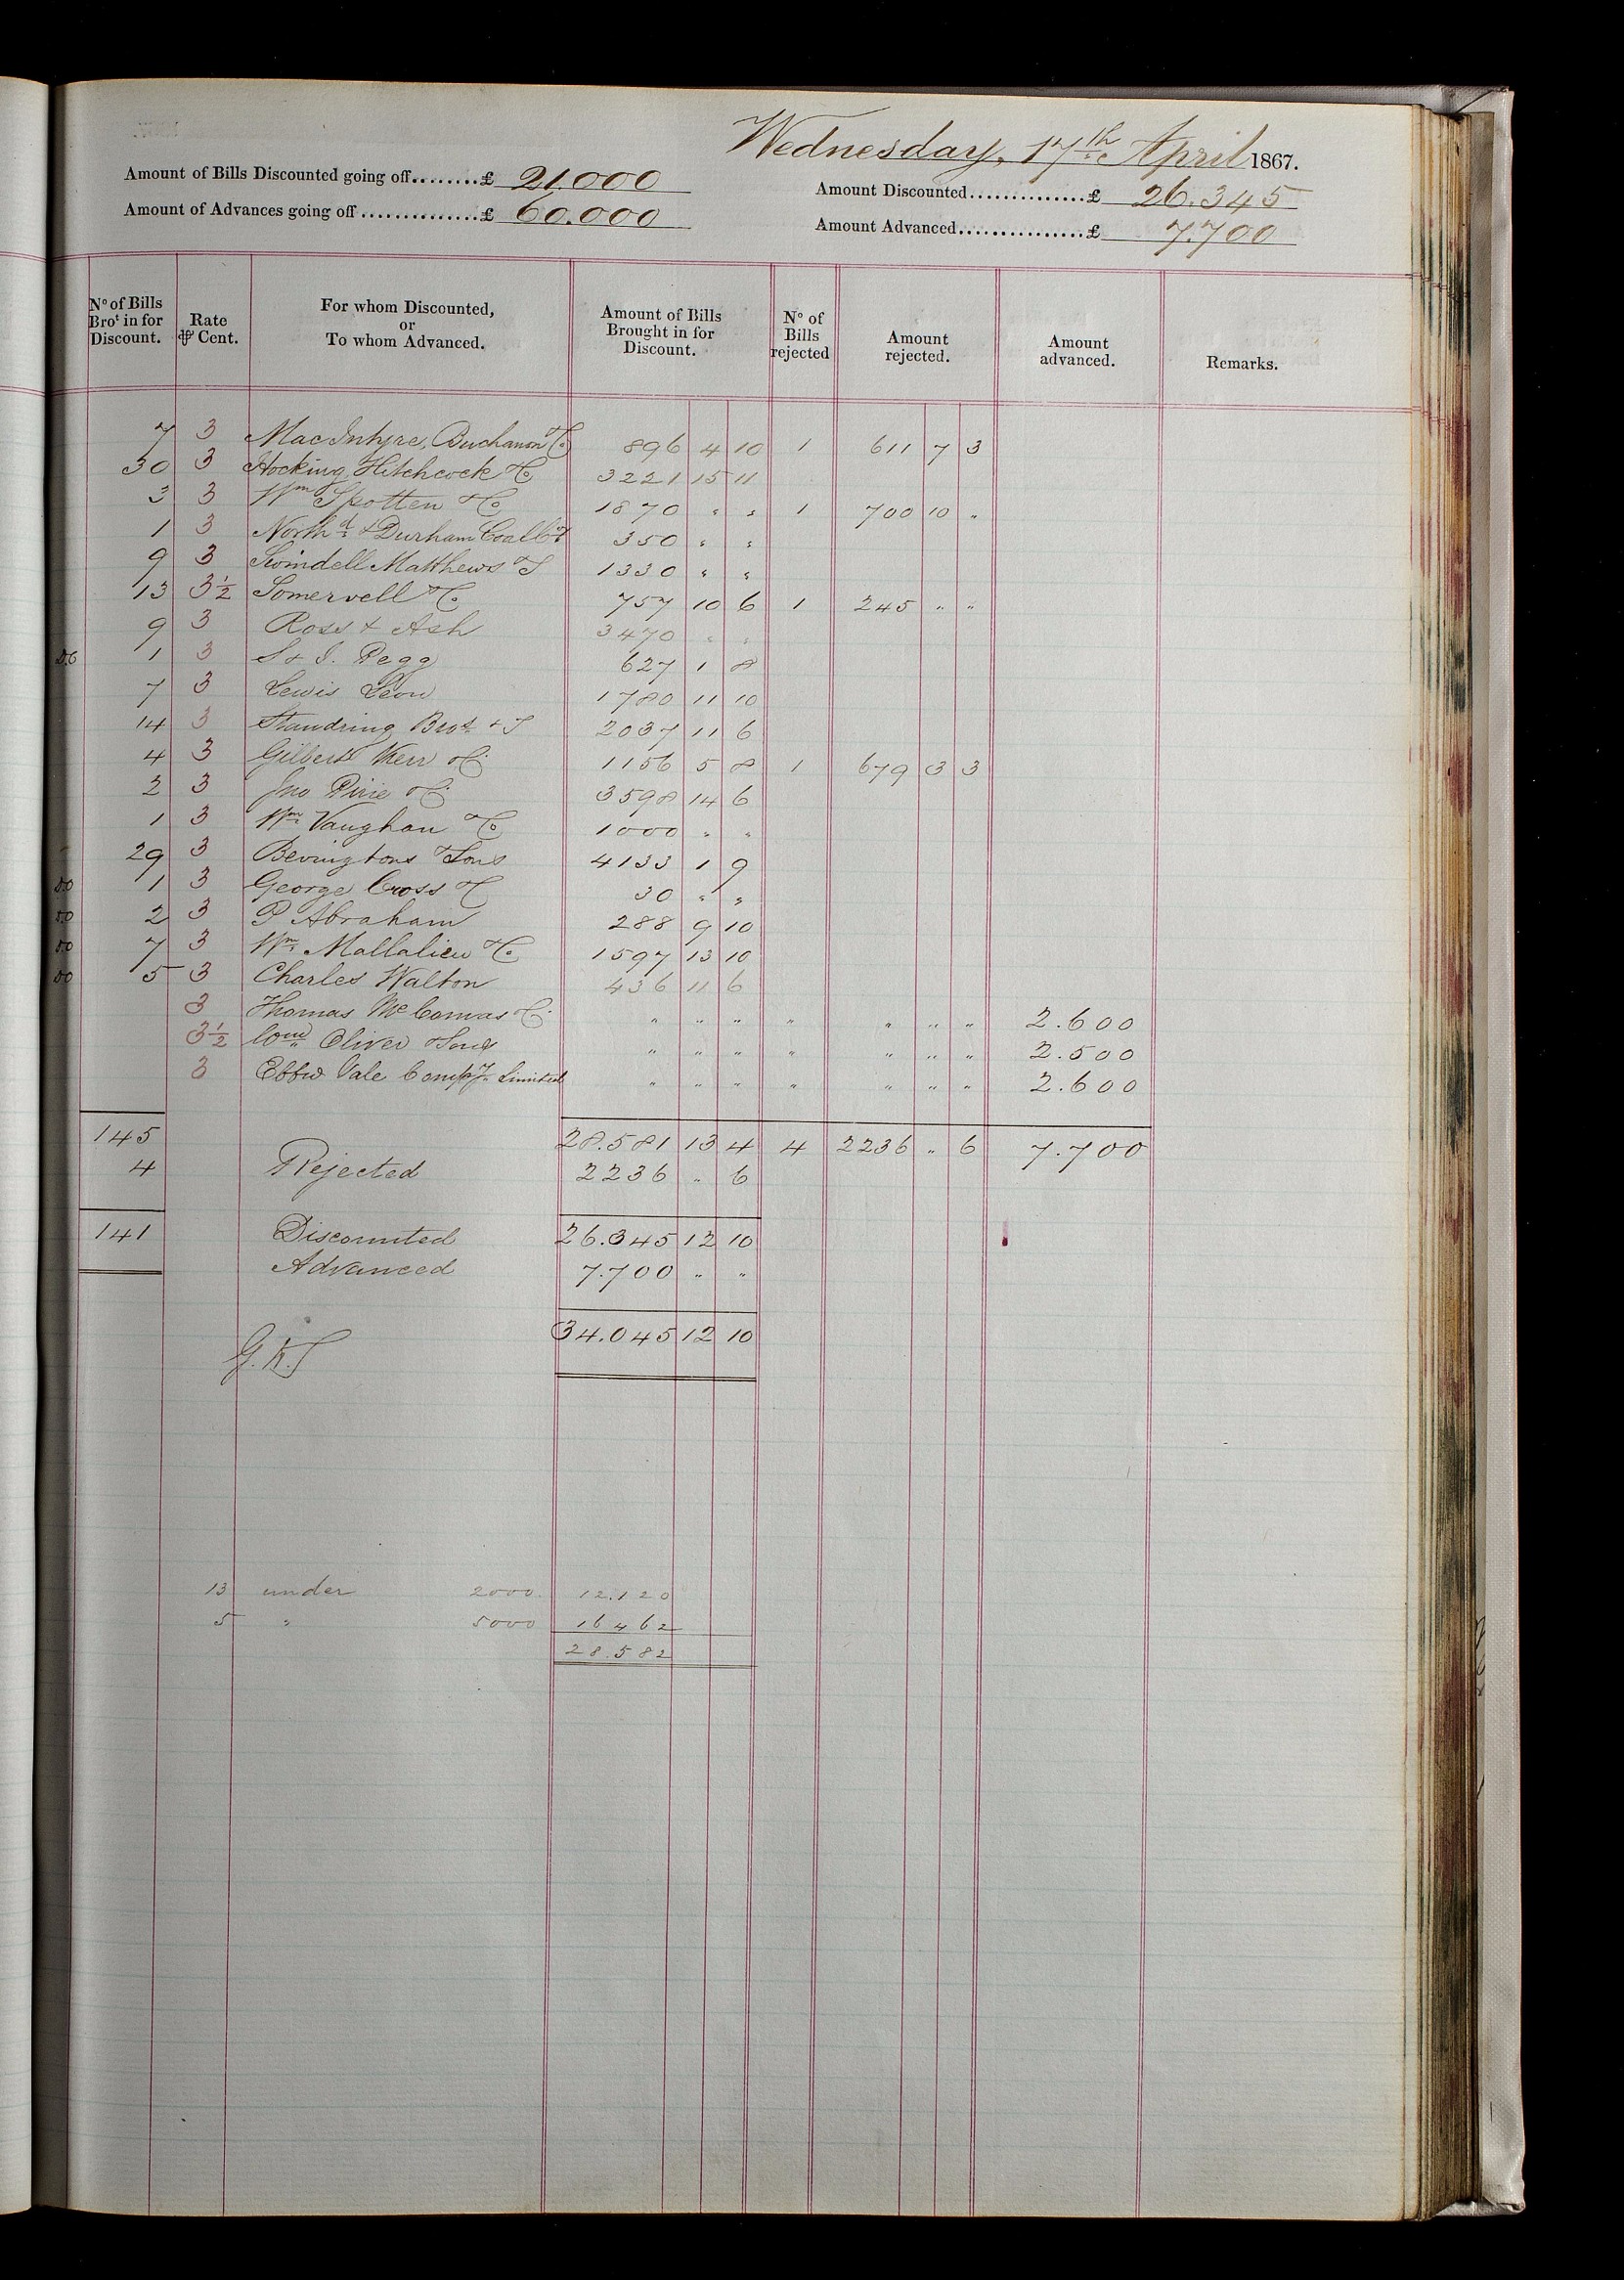 Wednesday, 17th April 1867.
Amount of Bills Discounted going off........£ 21.000
Amount Discounted...............£ 26.345
Amount of Advances going off...............£ 60.000
Amount Advanced................£ 7.700
No of Bills Brot in for Discount. Rate ⅌ Cent. For whom Discounted, or To whom Advanced. Amount of Bills Brought in for Discount. No of Bills rejected Amount rejected. Amount advanced. Remarks.
7 3 MacIntyre, Buchanan & Co 896 4 10 1 611 7 3
30 3 Hocking Hitchcock & Co 3221 15 11
3 3 Wm Spotten & Co 1870 " " 1 700 10 "
1 3 Northd & Durham Coal Co 350 " "
9 3 Swindell Matthews & 1330 " "
13 3½ Somervell & Co 757 10 6 1 245 " "
9 3 Ross & Ash 3470 " "
1 3 S & J. Pegg 627 1 8
7 3 Lewis Leon 1780 11 10
14 3 Standring Bros & 2037 11 6
4 3 Gilbert Kerr & Co 1156 5 8 1 679 3 3
2 3 Jno Pirie & Co 3598 14 6
1 3 Wm Vaughan & Co 1000 " "
29 3 Bevingtons & Sons 4133 1 9
Do 1 3 George Cross & Co 30 " "
Do 2 3 P Abraham 288 9 10
Do 7 3 Wm Mallalieu & Co 1597 13 10
Do 5 3 Charles Walton 436 11 6
3 Thomas McComas & Co " " " " " " " 2.600
3½ Edmd Oliver & Sons " " " " " " " 2.500
3 Ebbw Vale Compy Limited " " " " " " " 2.600
145 28.581 13 4 4 2236 " 6 7.700
4 Rejected 2236 " 6
141 Discounted 26.345 12 10
Advanced 7.700 " "
34.045 12 10
13 under 2000 12.120
5 " 5000 16462
28.582